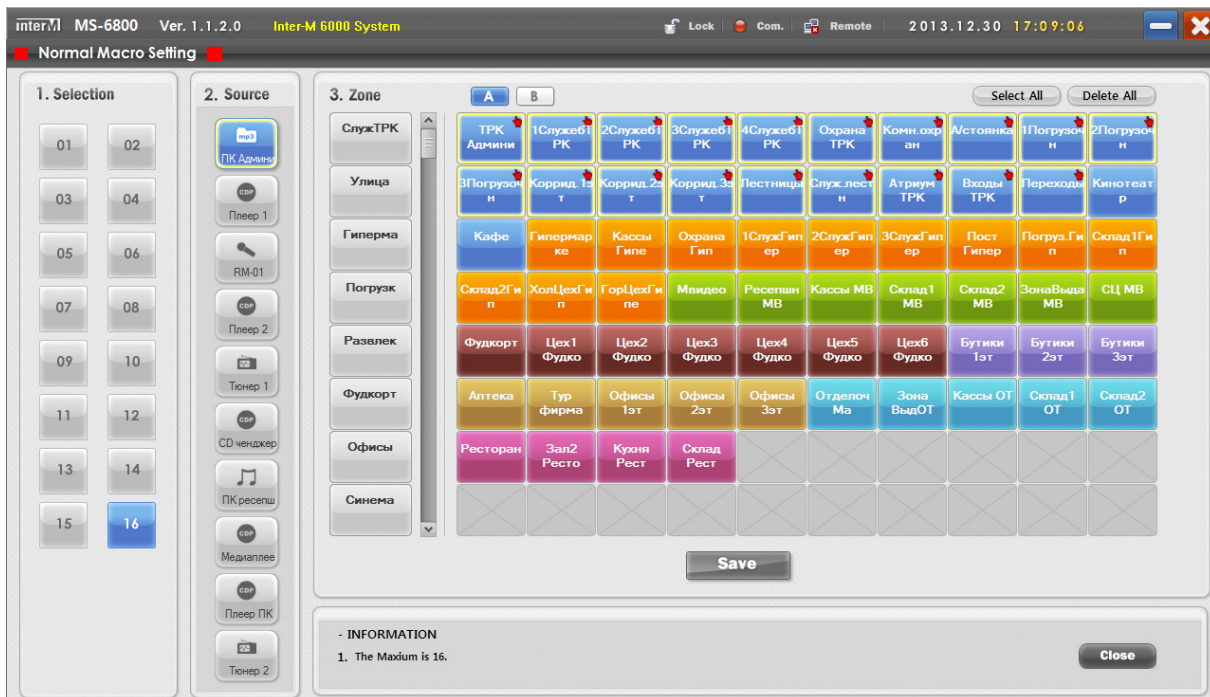 inter M MS-6800 Ver. 1.1.2.0 Inter-M 6000 System Lock Com. Remote 2013.12.30 17:09:06
Normal Macro Setting
1. Selection
01 02
03 04
05 06
07 08
09 10
11 12
13 14
15 16
2. Source
mp3
ПК Админи
CDP
Плеер 1
RM-01
CDP
Плеер 2
Тюнер 1
CDP
CD ченджер
ПК ресепш
CDP
Медиаплее
CDP
Плеер ПК
Тюнер 2
3. Zone A B Select All Delete All
СлужТРК
Улица
Гиперма
Погрузк
Развлек
Фудкорт
Офисы
Синема
ТРК 1СлужебТ 2СлужебТ 3СлужебТ 4СлужебТ Охрана Комн.охр А/стоянка 1Погрузоч 2Погрузоч
Админи РК РК РК РК ТРК ан н н
3Погрузоч Коррид.1э Коррид.2э Коррид.3э Лестницы Служ.лест Атриум Входы Переходы Кинотеат
н т т т н ТРК ТРК р
Кафе Гипермар Кассы Охрана 1СлужГип 2СлужГип 3СлужГип Пост Погруз.Ги Склад1Ги
ке Гипе Гип ер ер ер Гипер п п
Склад2Ги ХолЦехГи ГорЦехГи Мвидео Ресепшн Кассы МВ Склад1 Склад2 ЗонаВыда СЦ МВ
п п пе МВ МВ МВ МВ
Фудкорт Цех1 Цех2 Цех3 Цех4 Цех5 Цех6 Бутики Бутики Бутики
Фудко Фудко Фудко Фудко Фудко Фудко 1эт 2эт 3эт
Аптека Тур Офисы Офисы Офисы Отделоч Зона Кассы ОТ Склад1 Склад2
фирма 1эт 2эт 3эт Ма ВыдОТ ОТ ОТ
Ресторан Зал2 Кухня Склад
Ресто Рест Рест
Save
- INFORMATION
1. The Maxium is 16.
Close